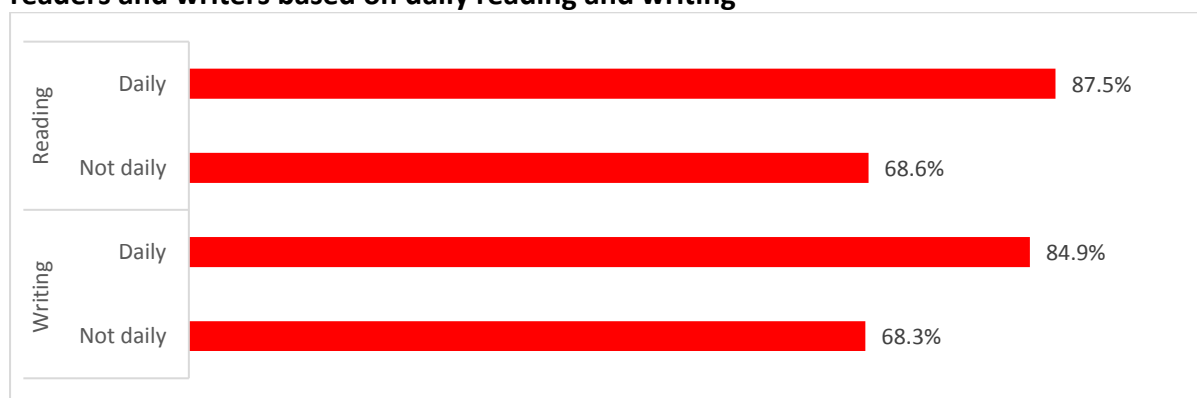 readers and writers based on daily reading and writing
Reading
Daily
87.5%
Not daily
68.6%
Writing
Daily
84.9%
Not daily
68.3%